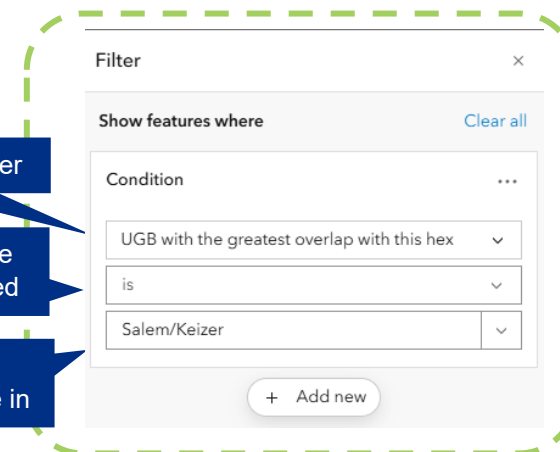 Filter
Show features where Clear all
er
Condition
UGB with the greatest overlap with this hex
e
ed
is
Salem/Keizer
in
+ Add new